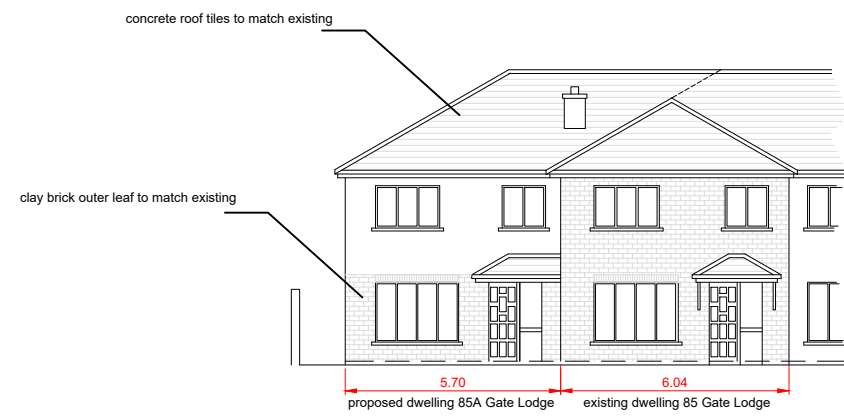 concrete roof tiles to match existing
clay brick outer leaf to match existing
5.70
6.04
proposed dwelling 85A Gate Lodge
existing dwelling 85 Gate Lodge